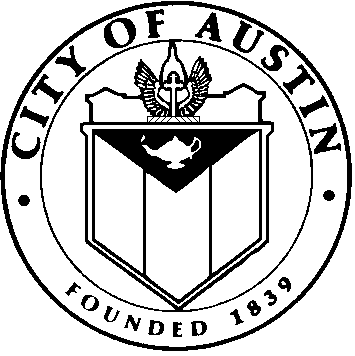 CITY OF AUSTIN
FOUNDED 1839